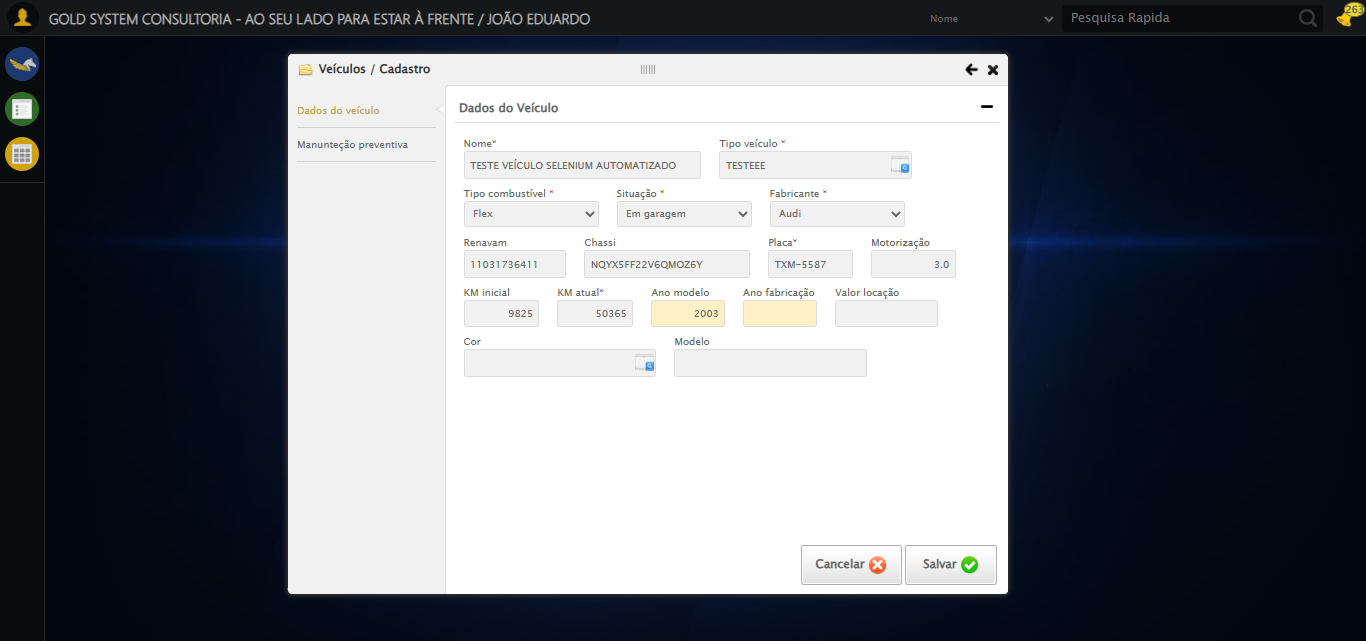 GOLD SYSTEM CONSULTORIA - AO SEU LADO PARA ESTAR À FRENTE / JOÃO EDUARDO
Nome
Pesquisa Rapida
263
Veículos / Cadastro
Dados do veículo
Manunteção preventiva
Dados do Veículo
Nome* Tipo veículo *
TESTE VEÍCULO SELENIUM AUTOMATIZADO TESTEEE
Tipo combustível * Situação * Fabricante *
Flex Em garagem Audi
Renavam Chassi Placa* Motorização
11031736411 NQYX5FF22V6QMOZ6Y TXM-5587 3.0
KM inicial KM atual* Ano modelo Ano fabricação Valor locação
9825 50365 2003
Cor Modelo
Cancelar Salvar